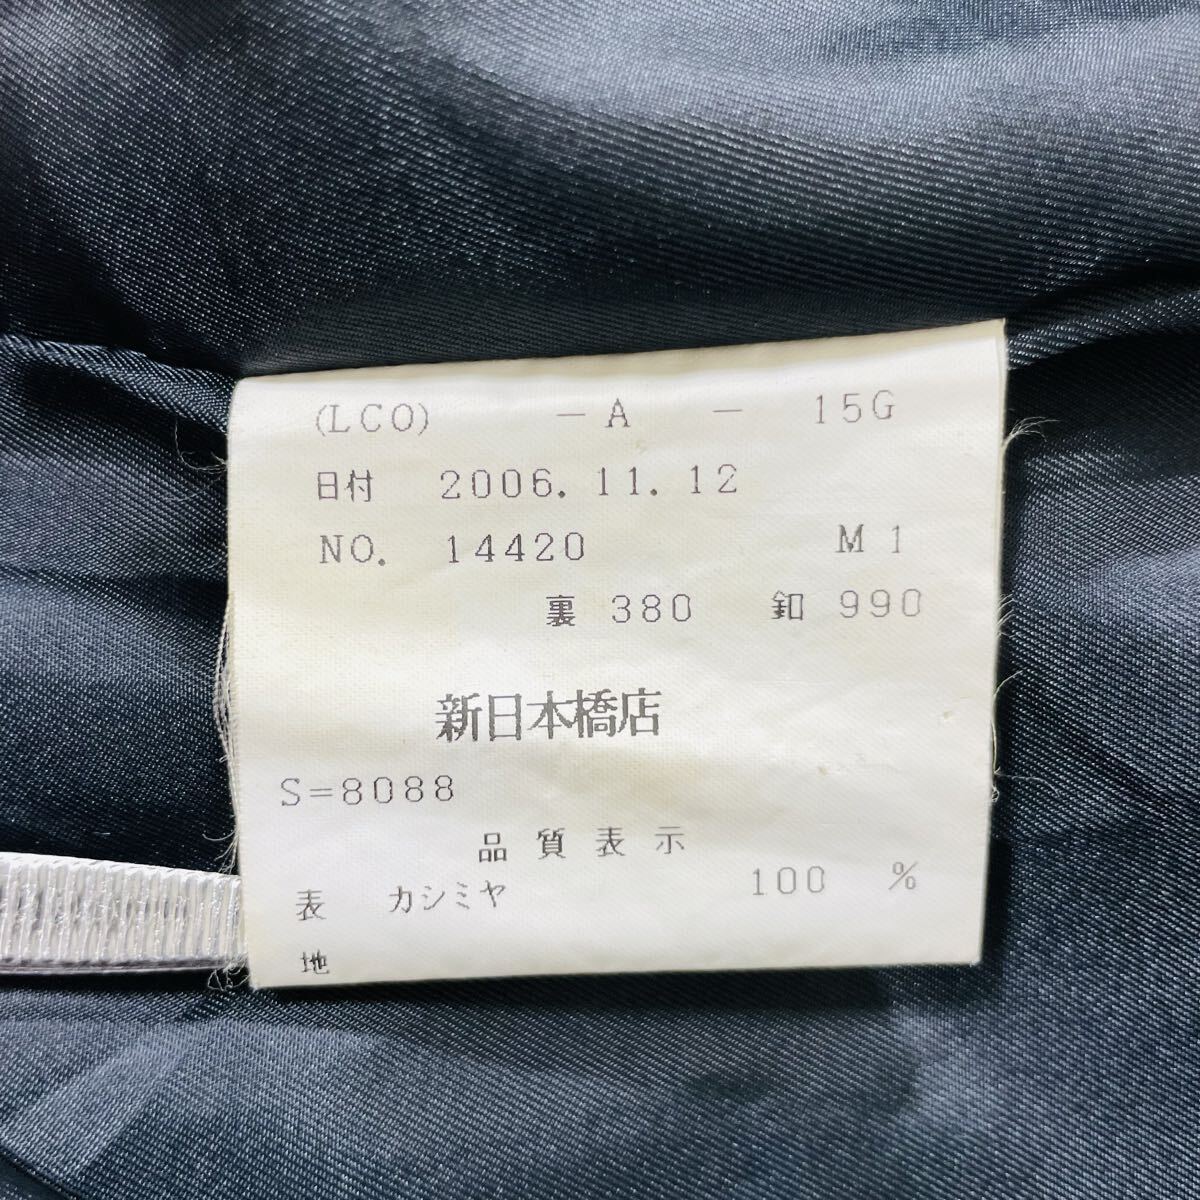 (LCO) －A － 15G
日付 2006. 11. 12
NO. 14420 M 1
裏 380 釦 990
新日本橋店
S=8088
品質表示
表 カシミヤ 100 %
地